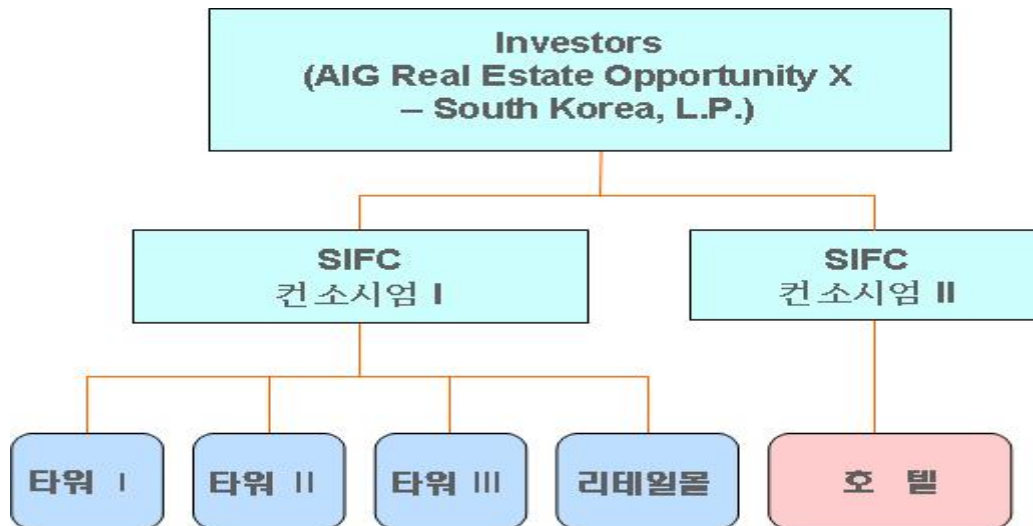 Investors
(AIG Real Estate Opportunity X
– South Korea, L.P.)
SIFC
컨소시엄 I
SIFC
컨소시엄 II
타워 I
타워 II
타워 III
리테일몰
호 텔